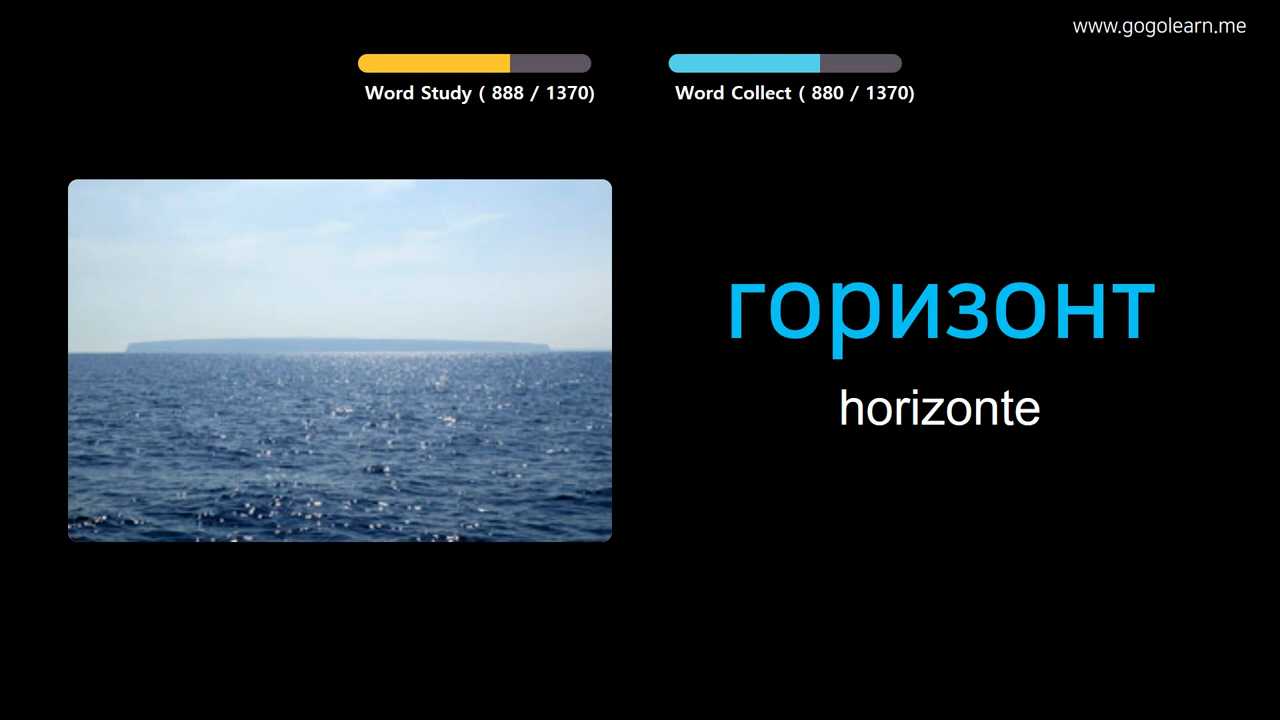 www.gogolearn.me
Word Study ( 888 / 1370)
Word Collect ( 880 / 1370)
горизонт
horizonte